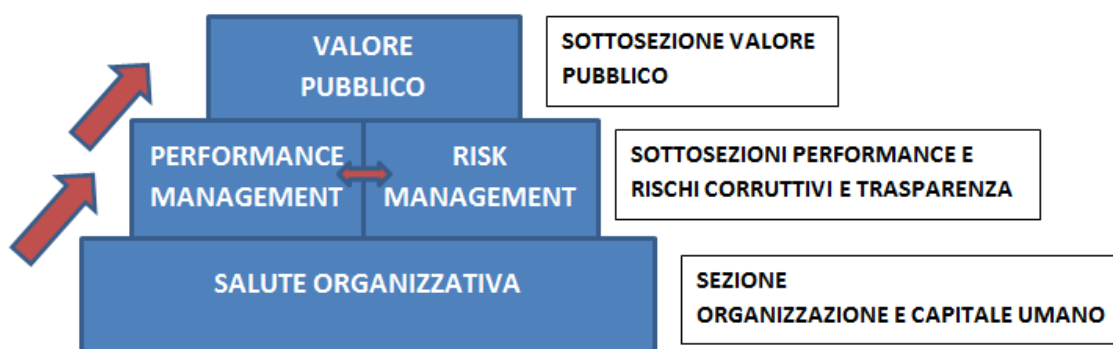 VALORE
PUBBLICO
SOTTOSEZIONE VALORE
PUBBLICO
PERFORMANCE
MANAGEMENT
RISK
MANAGEMENT
SOTTOSEZIONI PERFORMANCE E
RISCHI CORRUTTIVI E TRASPARENZA
SALUTE ORGANIZZATIVA
SEZIONE
ORGANIZZAZIONE E CAPITALE UMANO